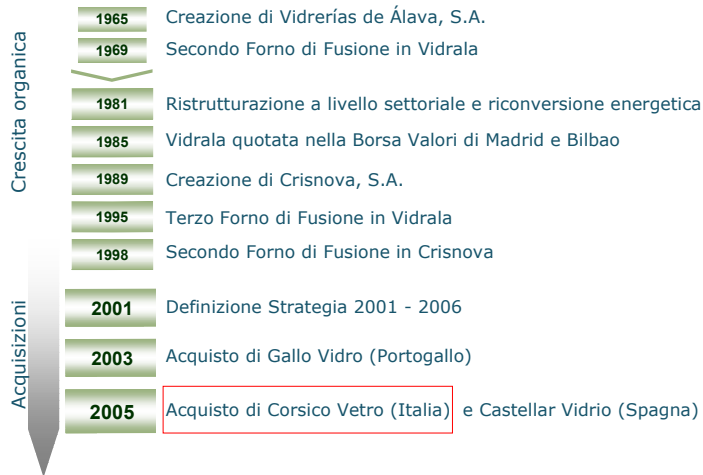 Crescita organica
1965 Creazione di Vidrerías de Álava, S.A.
1969 Secondo Forno di Fusione in Vidrala
1981 Ristrutturazione a livello settoriale e riconversione energetica
1985 Vidrala quotata nella Borsa Valori di Madrid e Bilbao
1989 Creazione di Crisnova, S.A.
1995 Terzo Forno di Fusione in Vidrala
1998 Secondo Forno di Fusione in Crisnova
Acquisizioni
2001 Definizione Strategia 2001 - 2006
2003 Acquisto di Gallo Vidro (Portogallo)
2005 Acquisto di Corsico Vetro (Italia) e Castellar Vidrio (Spagna)